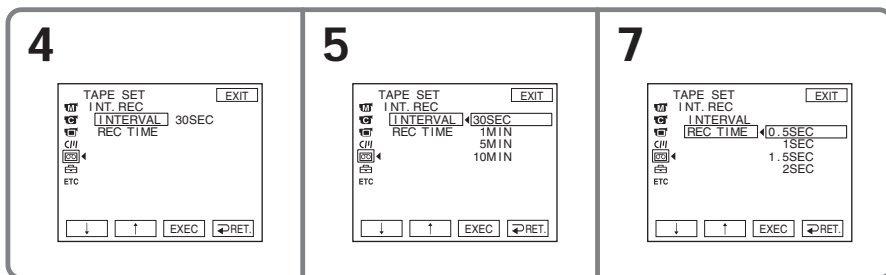 4
TAPE SET EXIT
INT. REC
INTERVAL 30SEC
REC TIME
ETC
↓ ↑ EXEC RET.
5
TAPE SET EXIT
INT. REC
INTERVAL 30SEC
REC TIME 1MIN
5MIN
10MIN
ETC
↓ ↑ EXEC RET.
7
TAPE SET EXIT
INT. REC
INTERVAL
REC TIME 0.5SEC
1SEC
1.5SEC
2SEC
ETC
↓ ↑ EXEC RET.